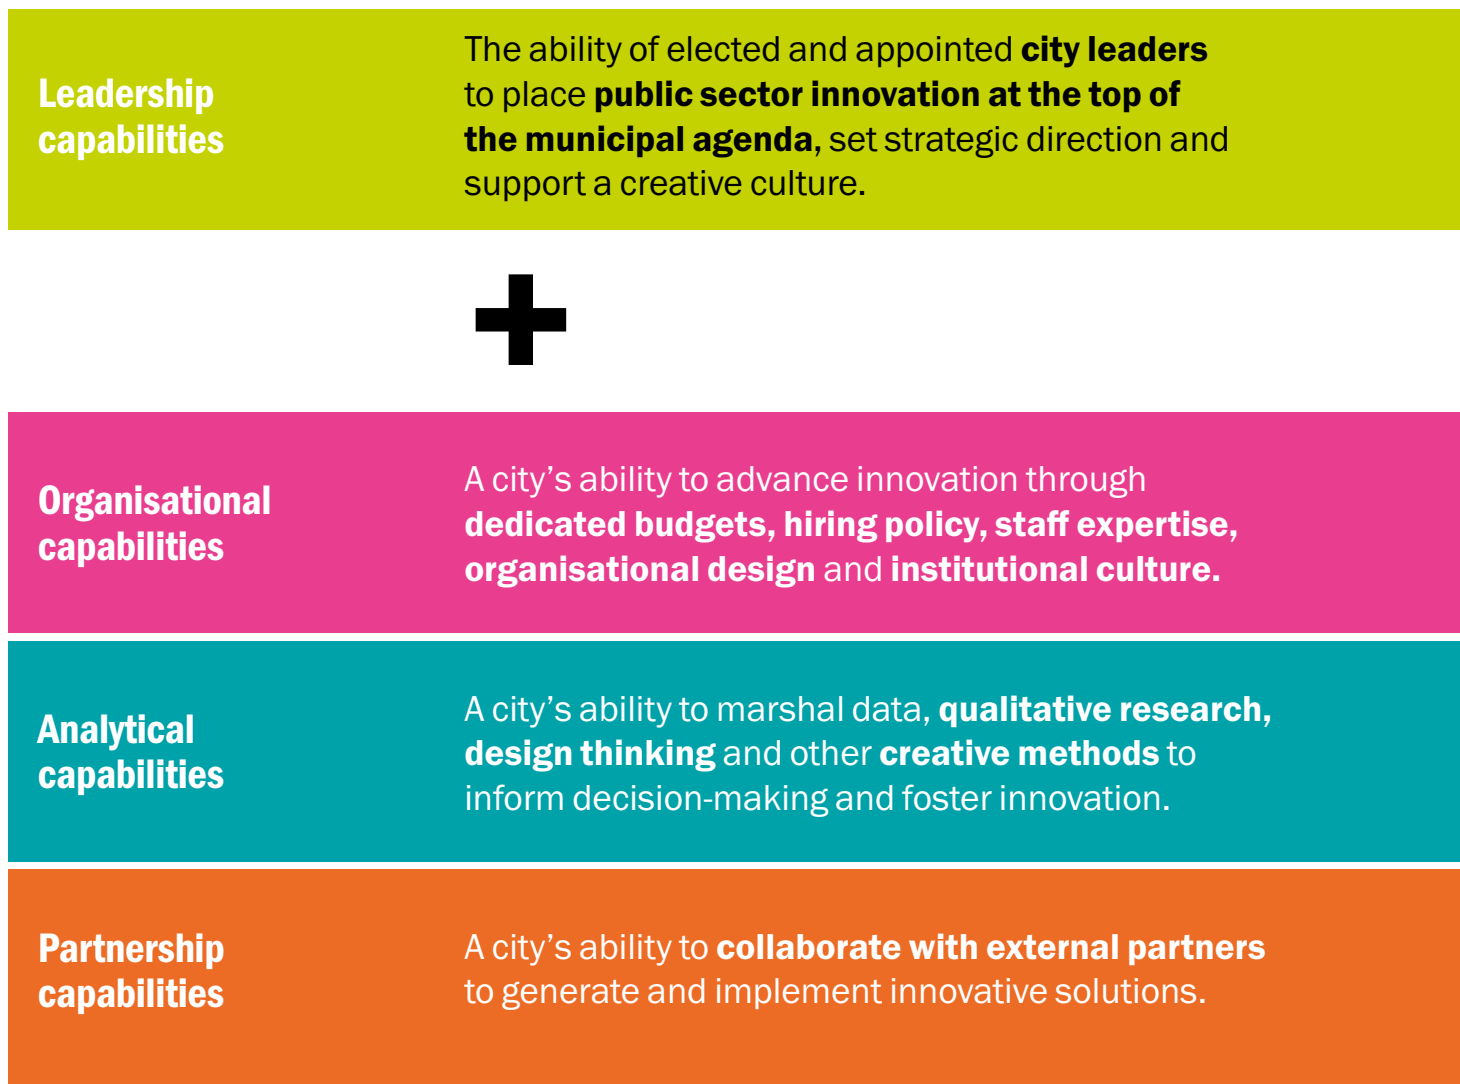 Leadership
capabilities
The ability of elected and appointed city leaders
to place public sector innovation at the top of
the municipal agenda, set strategic direction and
support a creative culture.
+
Organisational
capabilities
A city’s ability to advance innovation through
dedicated budgets, hiring policy, staff expertise,
organisational design and institutional culture.
Analytical
capabilities
A city’s ability to marshal data, qualitative research,
design thinking and other creative methods to
inform decision-making and foster innovation.
Partnership
capabilities
A city’s ability to collaborate with external partners
to generate and implement innovative solutions.